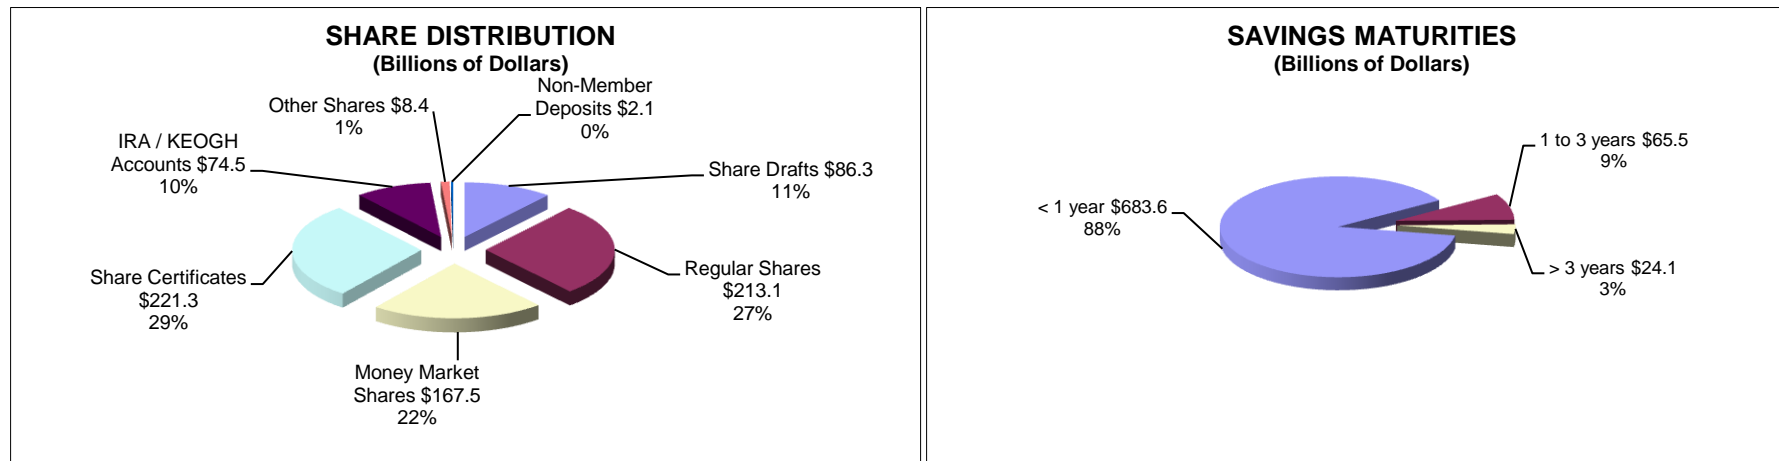 SHARE DISTRIBUTION
(Billions of Dollars)
Non-Member
Deposits $2.1
0%
Other Shares $8.4
1%
IRA / KEOGH
Accounts $74.5
10%
Share Drafts $86.3
11%
Share Certificates
$221.3
29%
Regular Shares
$213.1
27%
Money Market
Shares $167.5
22%
SAVINGS MATURITIES
(Billions of Dollars)
1 to 3 years $65.5
9%
< 1 year $683.6
88%
> 3 years $24.1
3%